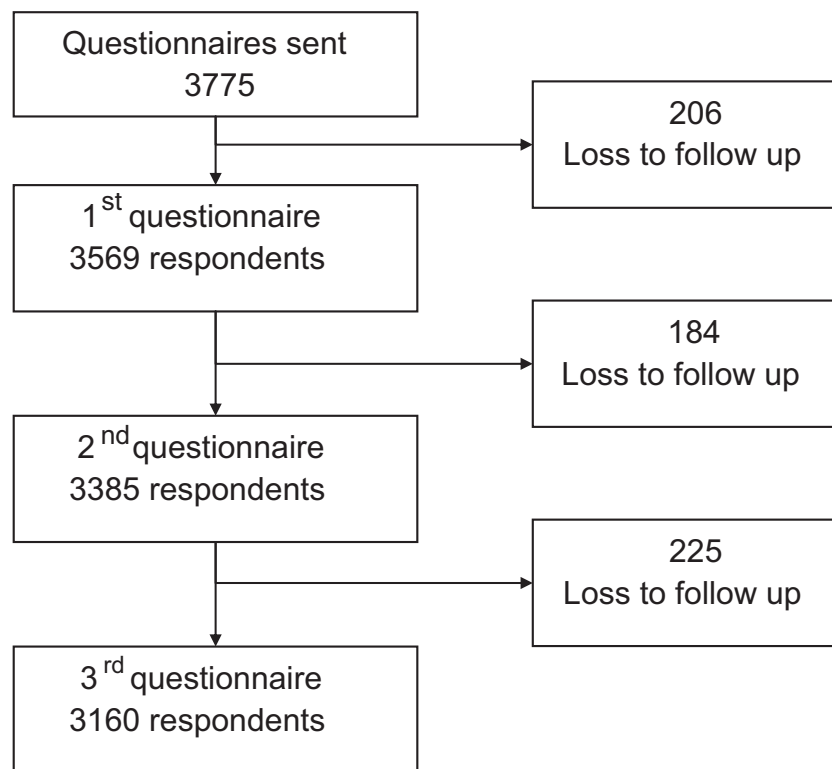 Questionnaires sent
3775
206
Loss to follow up
1st questionnaire
3569 respondents
184
Loss to follow up
2nd questionnaire
3385 respondents
225
Loss to follow up
3rd questionnaire
3160 respondents